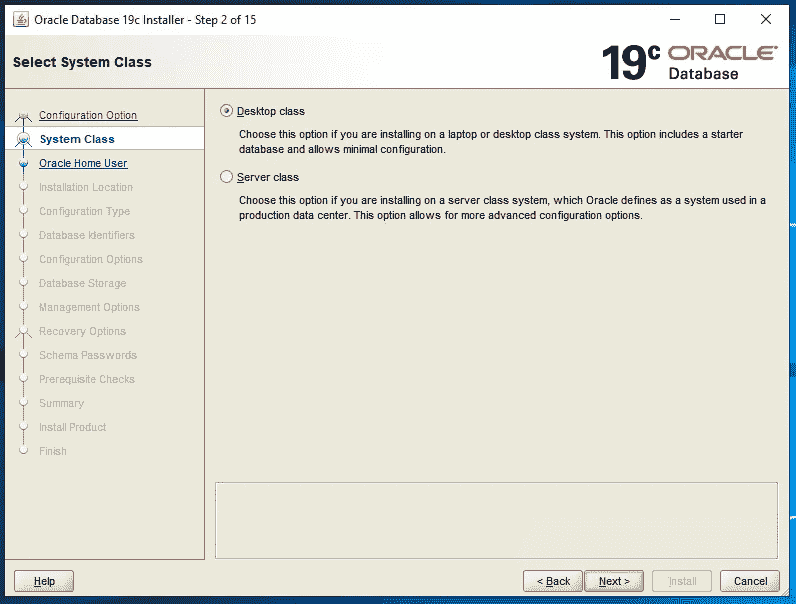 Oracle Database 19c Installer - Step 2 of 15
Select System Class
19c ORACLE
Database
Configuration Option
System Class
Oracle Home User
Installation Location
Configuration Type
Database Identifiers
Configuration Options
Database Storage
Management Options
Recovery Options
Schema Passwords
Prerequisite Checks
Summary
Install Product
Finish
Desktop class
Choose this option if you are installing on a laptop or desktop class system. This option includes a starter
database and allows minimal configuration.
Server class
Choose this option if you are installing on a server class system, which Oracle defines as a system used in a
production data center. This option allows for more advanced configuration options.
Help
< Back
Next >
Install
Cancel